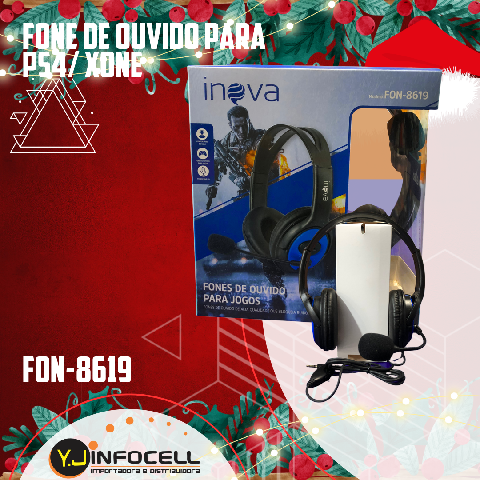 FONE DE OUVIDO PARA
PS4/ XONE
inova
FON-8619
inova
FONES DE OUVIDO
PARA JOGOS
FON-8619
Y.J INFOCELL
importadora e distribuidora